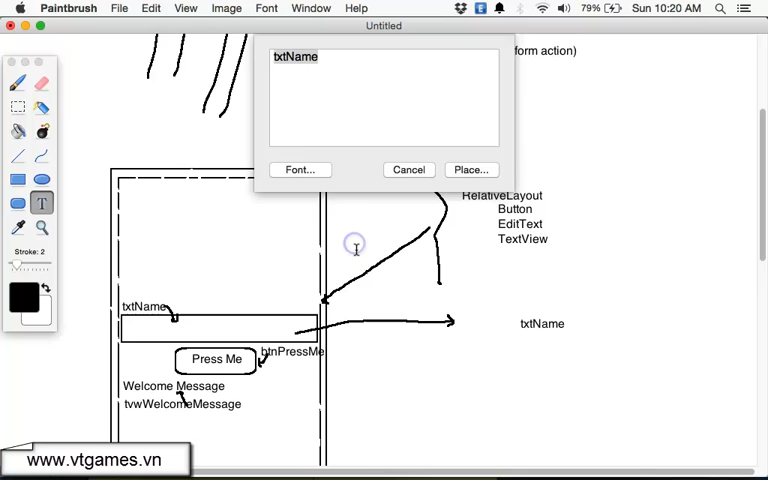 Paintbrush File Edit View Image Font Window Help 79% Sun 10:20 AM
Untitled
txtName
form action)
Font... Cancel Place...
RelativeLayout
Button
EditText
TextView
Stroke: 2
txtName
txtName
btnPressMe
Press Me
Welcome Message
tvwWelcomeMessage
www.vtgames.vn